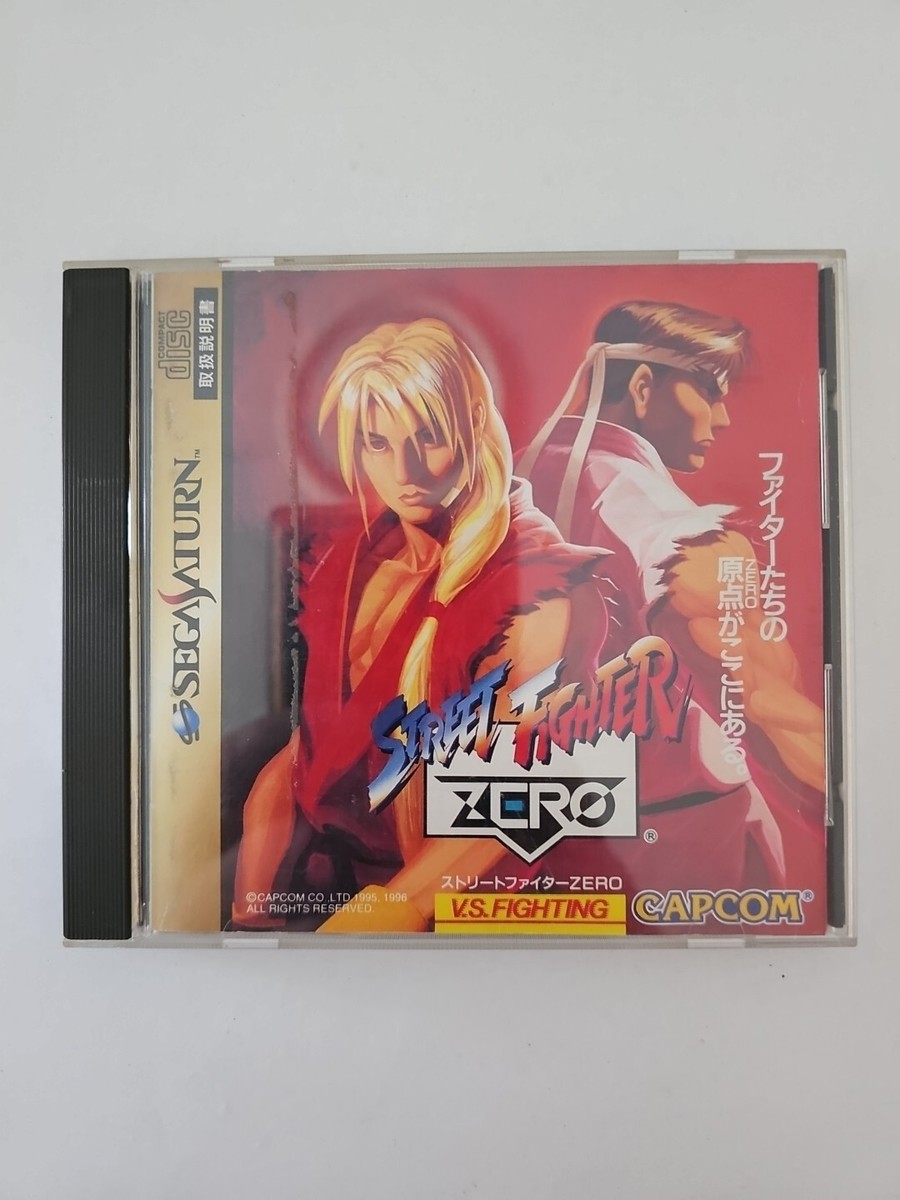 COMPACT
disc
取扱説明書
SEGA SATURN™
ファイターたちの
ZERO
原点がここにある。
STREET FIGHTER
ZERO
®
ストリートファイターZERO
V.S. FIGHTING
CAPCOM®
©CAPCOM CO.,LTD 1995, 1996
ALL RIGHTS RESERVED.